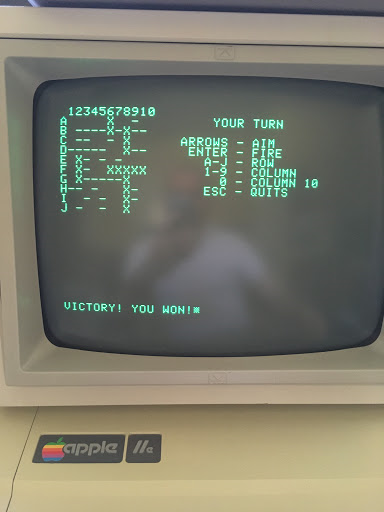 12345678910
A     X  -
B ----X-X--
C --  - X
D-----  X--
E X- - -
F X-  XXXXX
G X-----X
H-- -   X-
I  - -  X-
J - -   X
YOUR TURN
ARROWS - AIM
ENTER - FIRE
A-J - ROW
1-9 - COLUMN
0 - COLUMN 10
ESC - QUITS
VICTORY! YOU WON!
apple //e